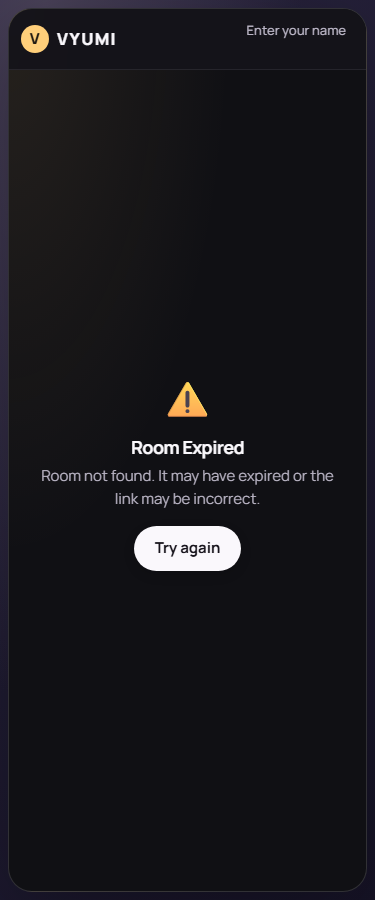 V VYUMI
Enter your name
Room Expired
Room not found. It may have expired or the
link may be incorrect.
Try again